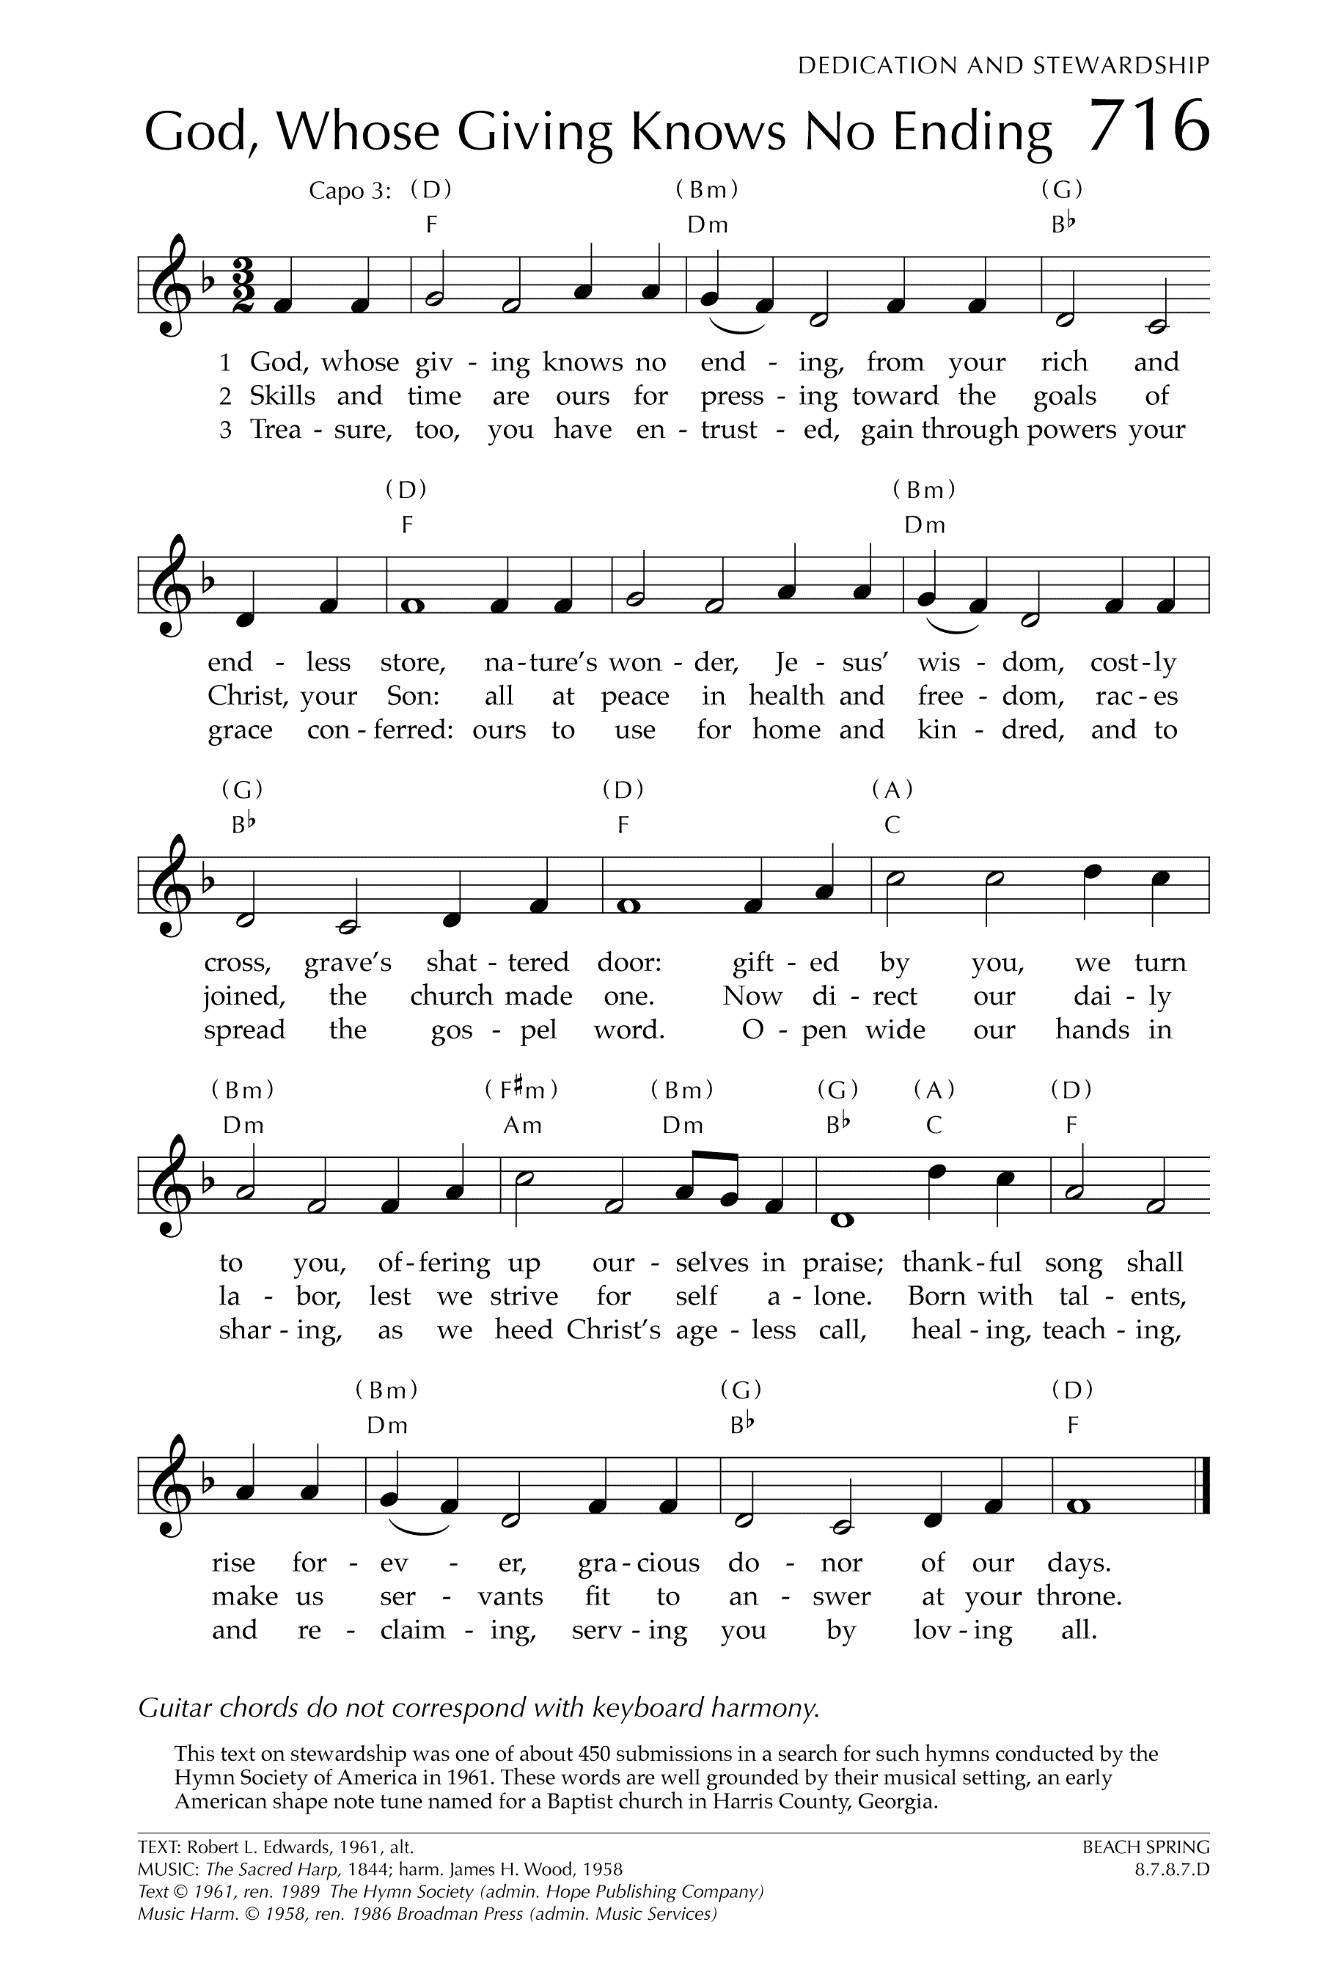 DEDICATION AND STEWARDSHIP
God, Whose Giving Knows No Ending 716
Capo 3: (D) (Bm) (G)
F Dm B♭
1 God, whose giv - ing knows no end - ing, from your rich and
2 Skills and time are ours for press - ing toward the goals of
3 Trea - sure, too, you have en - trust - ed, gain through powers your
(D) (Bm)
F Dm
end - less store, na - ture's won - der, Je - sus' wis - dom, cost - ly
Christ, your Son: all at peace in health and free - dom, rac - es
grace con - ferred: ours to use for home and kin - dred, and to
(G) (D) (A)
B♭ F C
cross, grave's shat - tered door: gift - ed by you, we turn
joined, the church made one. Now di - rect our dai - ly
spread the gos - pel word. O - pen wide our hands in
(Bm) (F♯m) (Bm) (G) (A) (D)
Dm Am Dm B♭ C F
to you, of - fering up our - selves in praise; thank - ful song shall
la - bor, lest we strive for self a - lone. Born with tal - ents,
shar - ing, as we heed Christ's age - less call, heal - ing, teach - ing,
(Bm) (G) (D)
Dm B♭ F
rise for - ev - er, gra - cious do - nor of our days.
make us ser - vants fit to an - swer at your throne.
and re - claim - ing, serv - ing you by lov - ing all.
Guitar chords do not correspond with keyboard harmony.
This text on stewardship was one of about 450 submissions in a search for such hymns conducted by the
Hymn Society of America in 1961. These words are well grounded by their musical setting, an early
American shape note tune named for a Baptist church in Harris County, Georgia.
TEXT: Robert L. Edwards, 1961, alt. BEACH SPRING
MUSIC: The Sacred Harp, 1844; harm. James H. Wood, 1958 8.7.8.7.D
Text © 1961, ren. 1989 The Hymn Society (admin. Hope Publishing Company)
Music Harm. © 1958, ren. 1986 Broadman Press (admin. Music Services)